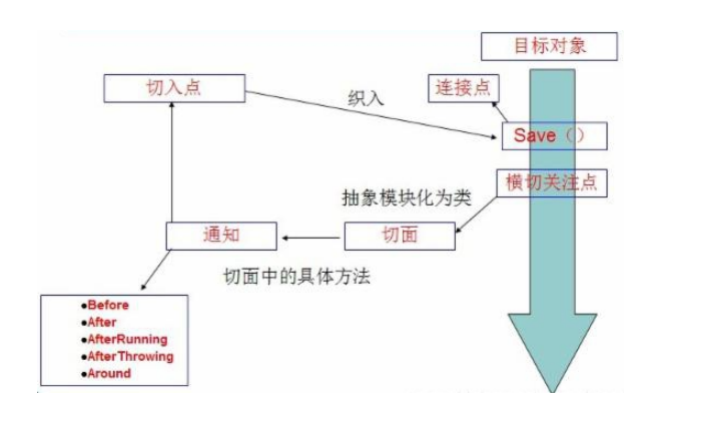 目标对象
切入点
织入
连接点
Save（）
横切关注点
抽象模块化为类
通知
切面
切面中的具体方法
●Before
●After
●AfterRunning
●AfterThrowing
●Around